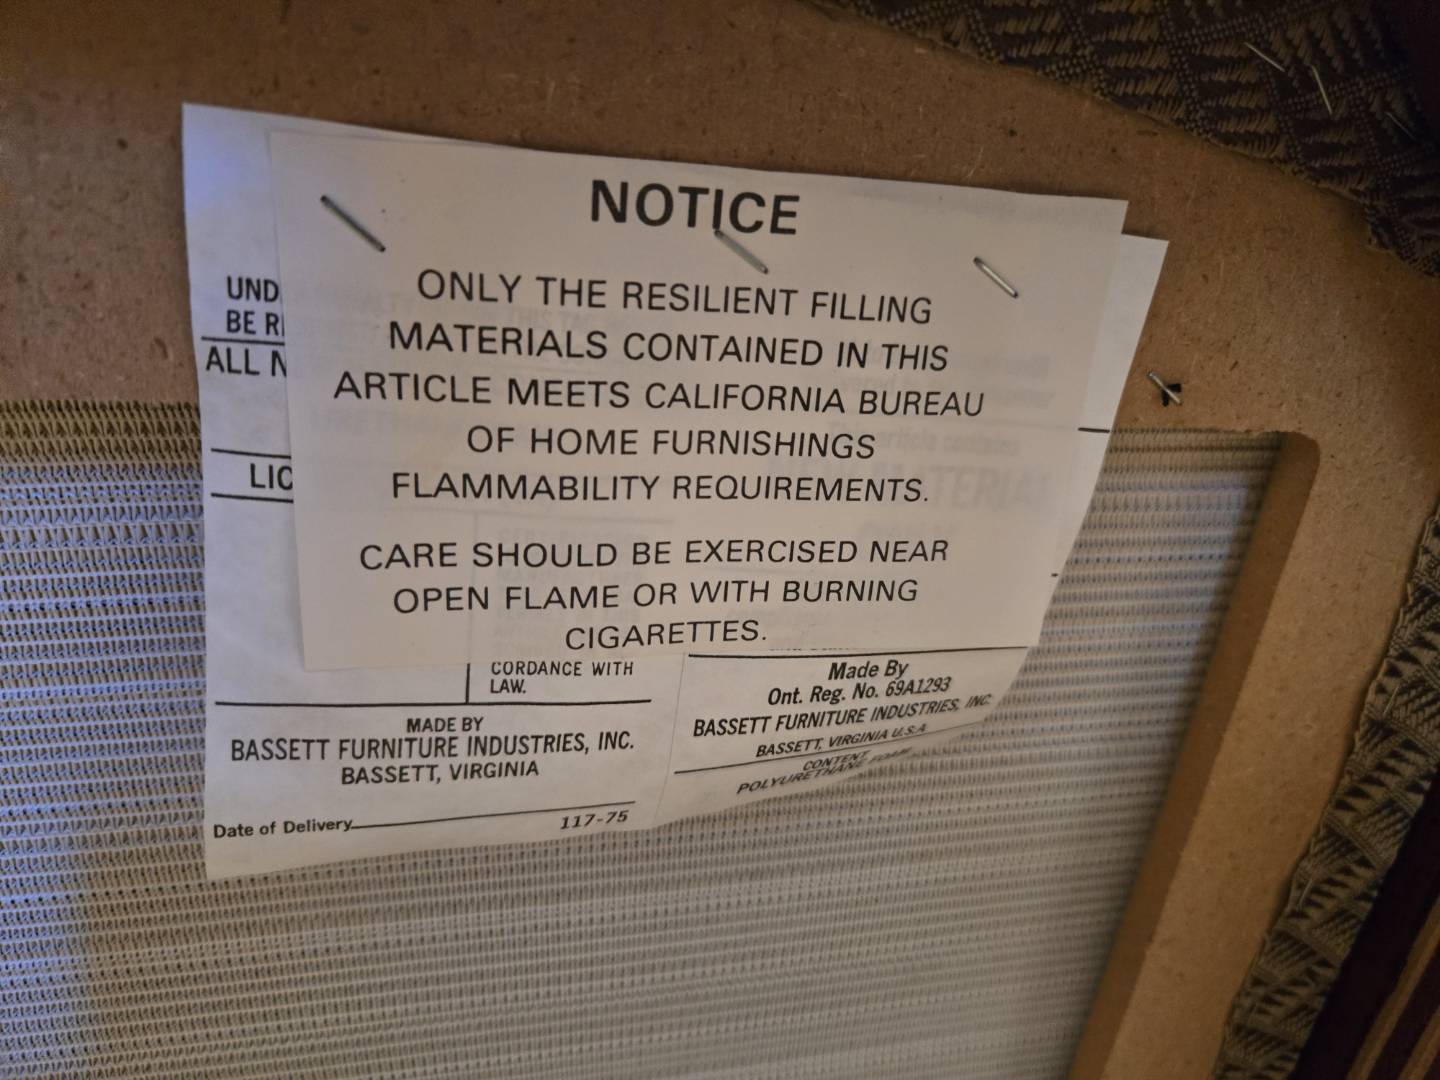 NOTICE
ONLY THE RESILIENT FILLING
MATERIALS CONTAINED IN THIS
ARTICLE MEETS CALIFORNIA BUREAU
OF HOME FURNISHINGS
FLAMMABILITY REQUIREMENTS.
CARE SHOULD BE EXERCISED NEAR
OPEN FLAME OR WITH BURNING
CIGARETTES.
UND
BE R
ALL N
LIC
CORDANCE WITH
LAW.
MADE BY
BASSETT FURNITURE INDUSTRIES, INC.
BASSETT, VIRGINIA
Date of Delivery
117-75
Made By
Ont. Reg. No. 69A1293
BASSETT FURNITURE INDUSTRIES, INC.
BASSETT, VIRGINIA U.S.A
CONTENT
POLYURETHANE FOAM